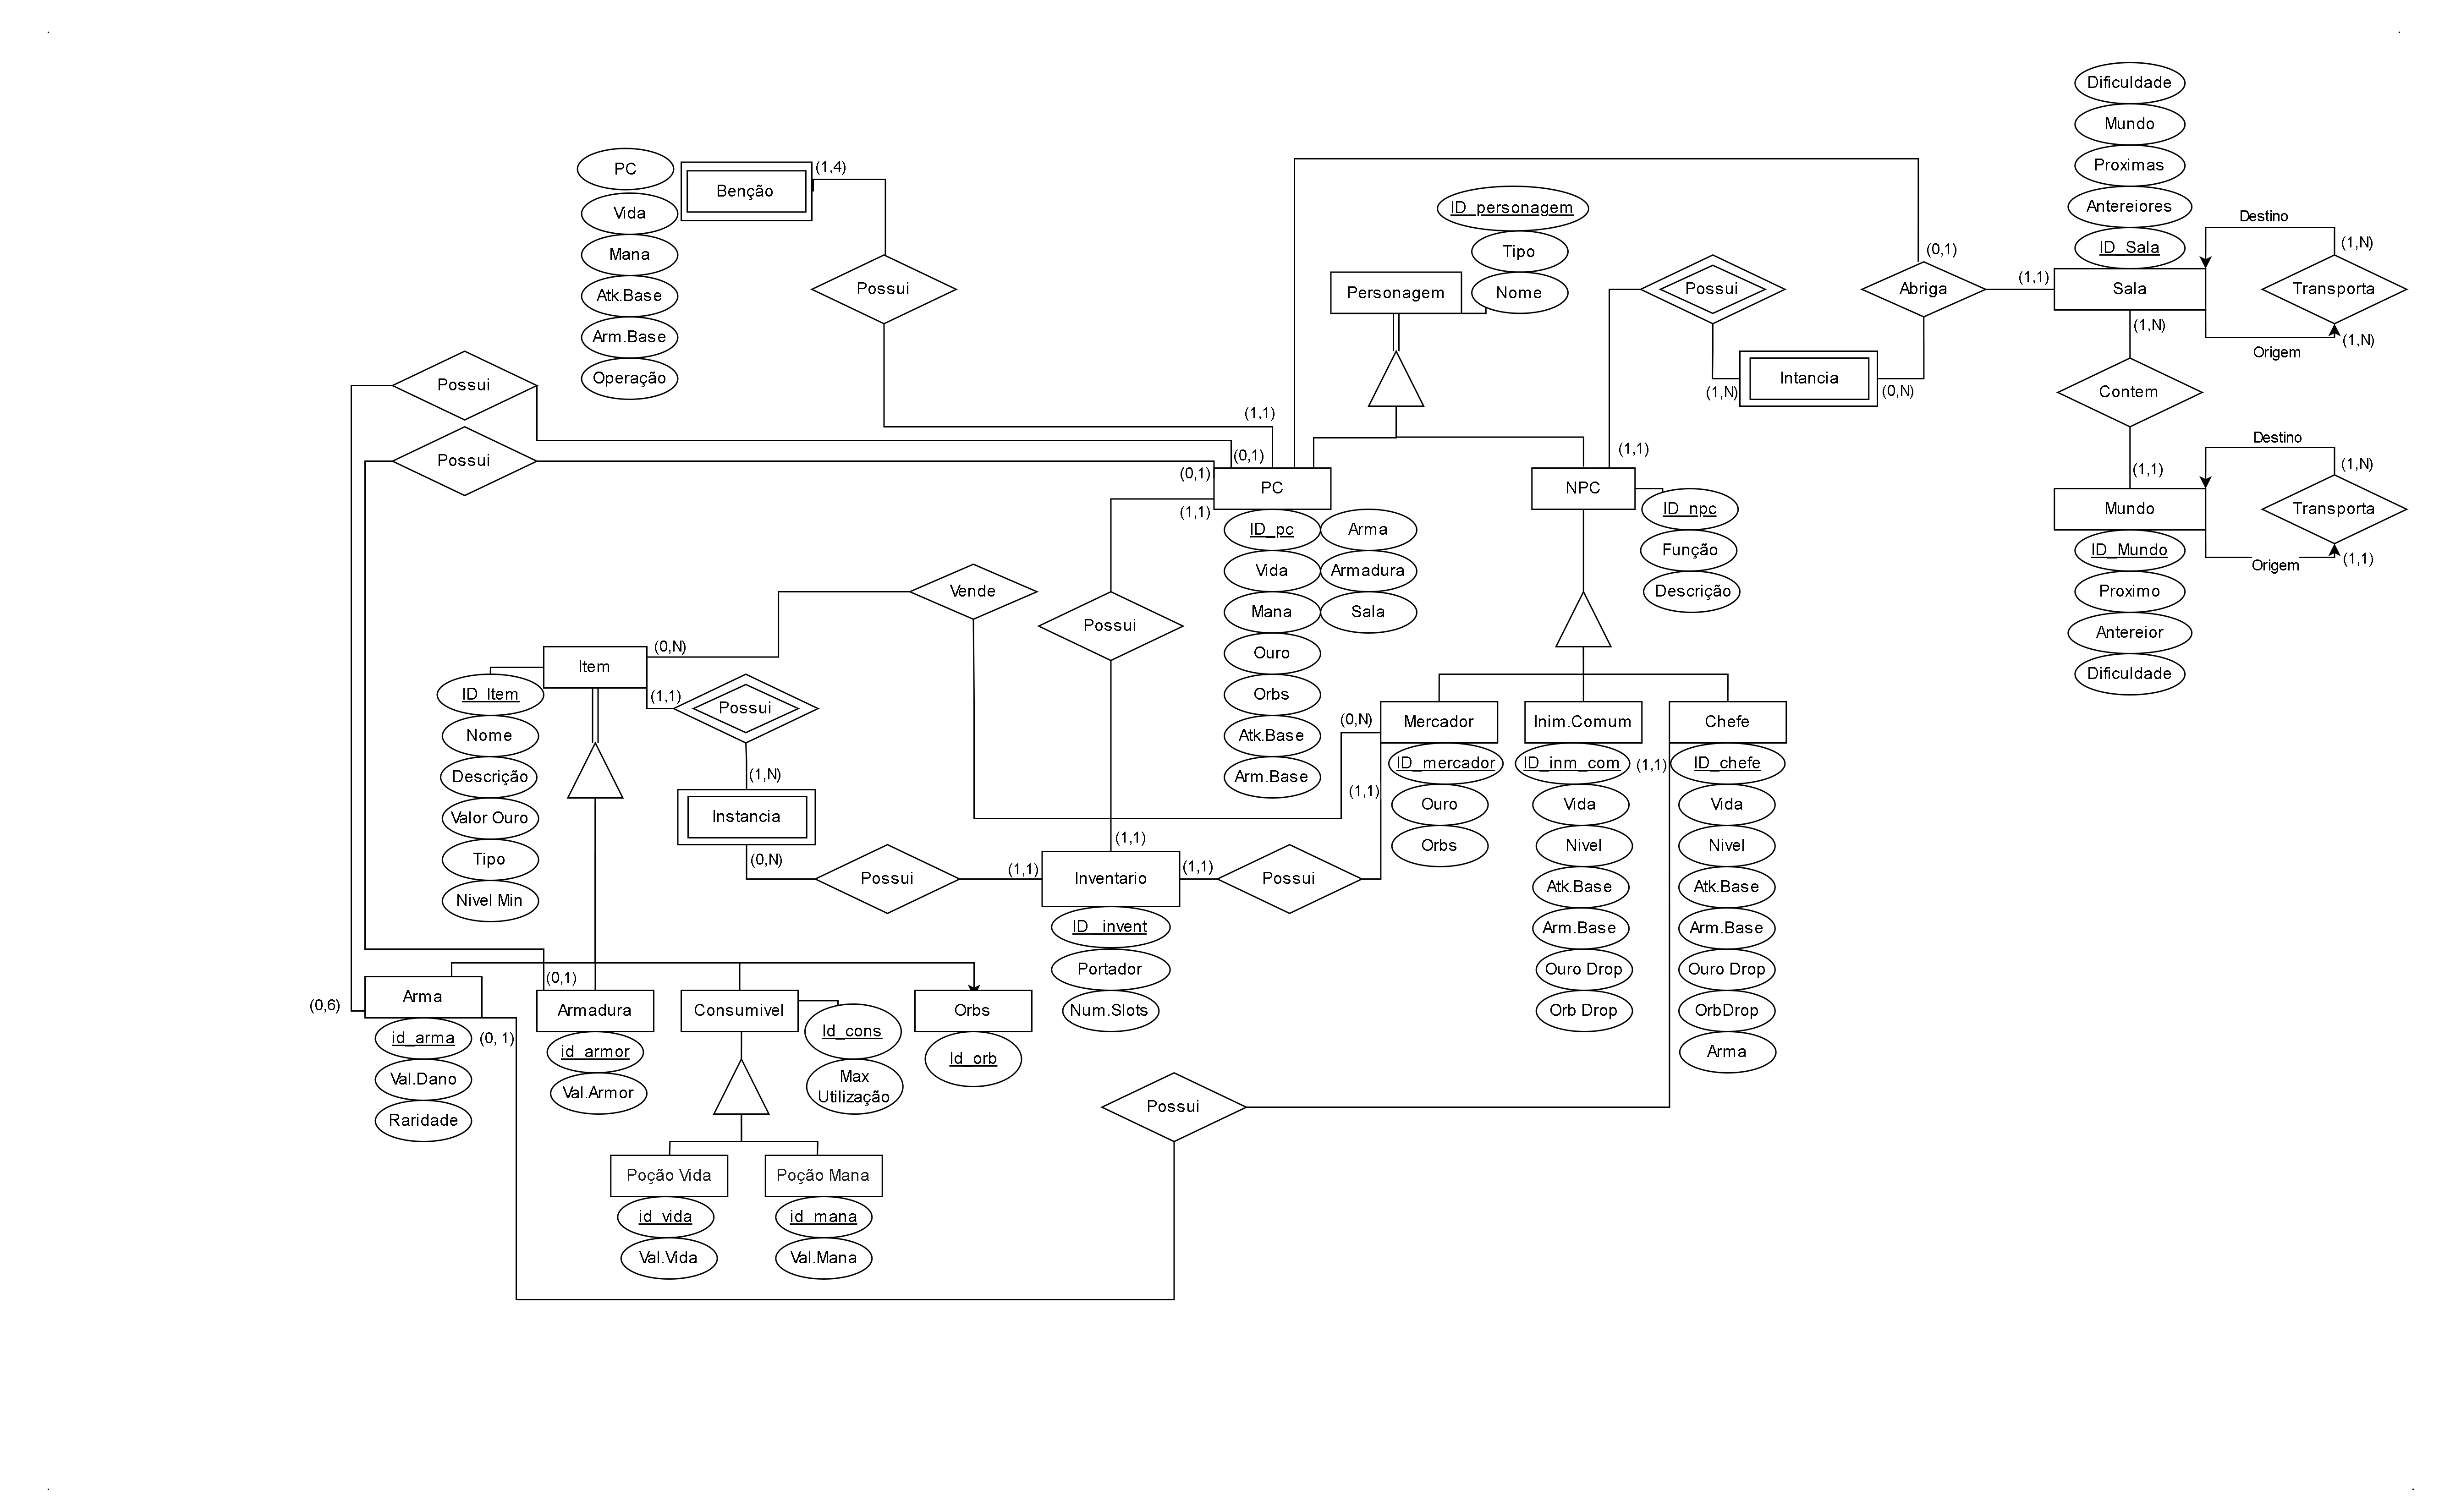 Dificuldade
Mundo
Proximas
Antereiores
ID_Sala
Sala
(1,1)
(1,N)
Destino
(1,N)
Transporta
(1,N)
Origem
Contem
(1,1)
Mundo
Destino
(1,N)
Transporta
(1,1)
Origem
ID_Mundo
Proximo
Antereior
Dificuldade
(0,1)
Abriga
(0,N)
Possui
(1,N)
Intancia
(1,1)
PC
Vida
Mana
Atk.Base
Arm.Base
Operação
Benção
(1,4)
Possui
(1,1)
ID_personagem
Tipo
Nome
Personagem
Possui
(0,1)
Possui
(0,1)
PC
(1,1)
ID_pc
Vida
Mana
Ouro
Orbs
Atk.Base
Arm.Base
Arma
Armadura
Sala
NPC
ID_npc
Função
Descrição
Vende
(0,N)
Possui
Item
ID_Item
Nome
Descrição
Valor Ouro
Tipo
Nivel Min
(1,1)
Possui
(1,N)
Instancia
(0,N)
Possui
(1,1)
(1,1)
Inventario
(1,1)
ID_invent
Portador
Num.Slots
Possui
(0,N)
(1,1)
Mercador
ID_mercador
Ouro
Orbs
Inim.Comum
ID_inm_com
Vida
Nivel
Atk.Base
Arm.Base
Ouro Drop
Orb Drop
(1,1)
Chefe
ID_chefe
Vida
Nivel
Atk.Base
Arm.Base
Ouro Drop
OrbDrop
Arma
(0,6)
Arma
id_arma
Val.Dano
Raridade
(0, 1)
(0,1)
Armadura
id_armor
Val.Armor
Consumivel
Id_cons
Max
Utilização
Orbs
Id_orb
Possui
Poção Vida
id_vida
Val.Vida
Poção Mana
id_mana
Val.Mana